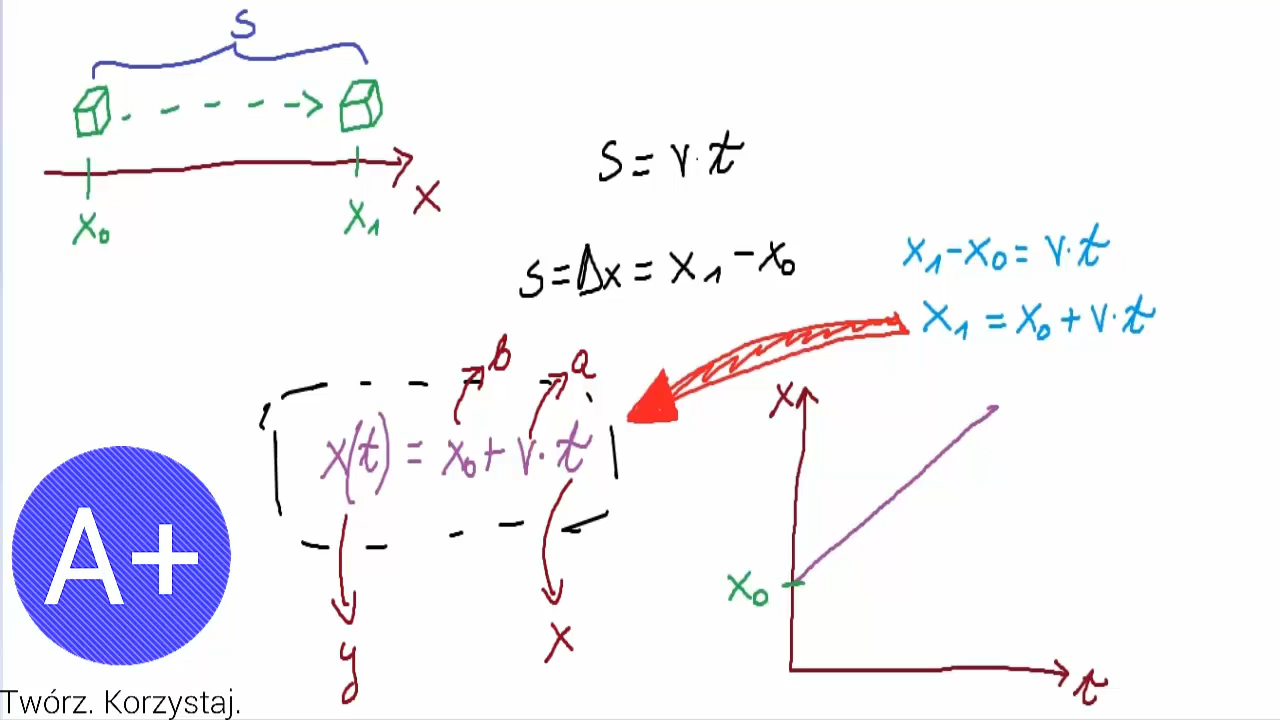 S
x₀
x₁
x
S = v·t
S = Δx = x₁ - x₀
x₁ - x₀ = v·t
x₁ = x₀ + v·t
b
a
x(t) = x₀ + v·t
y
x
x
x₀
t
A+
Twórz. Korzystaj.